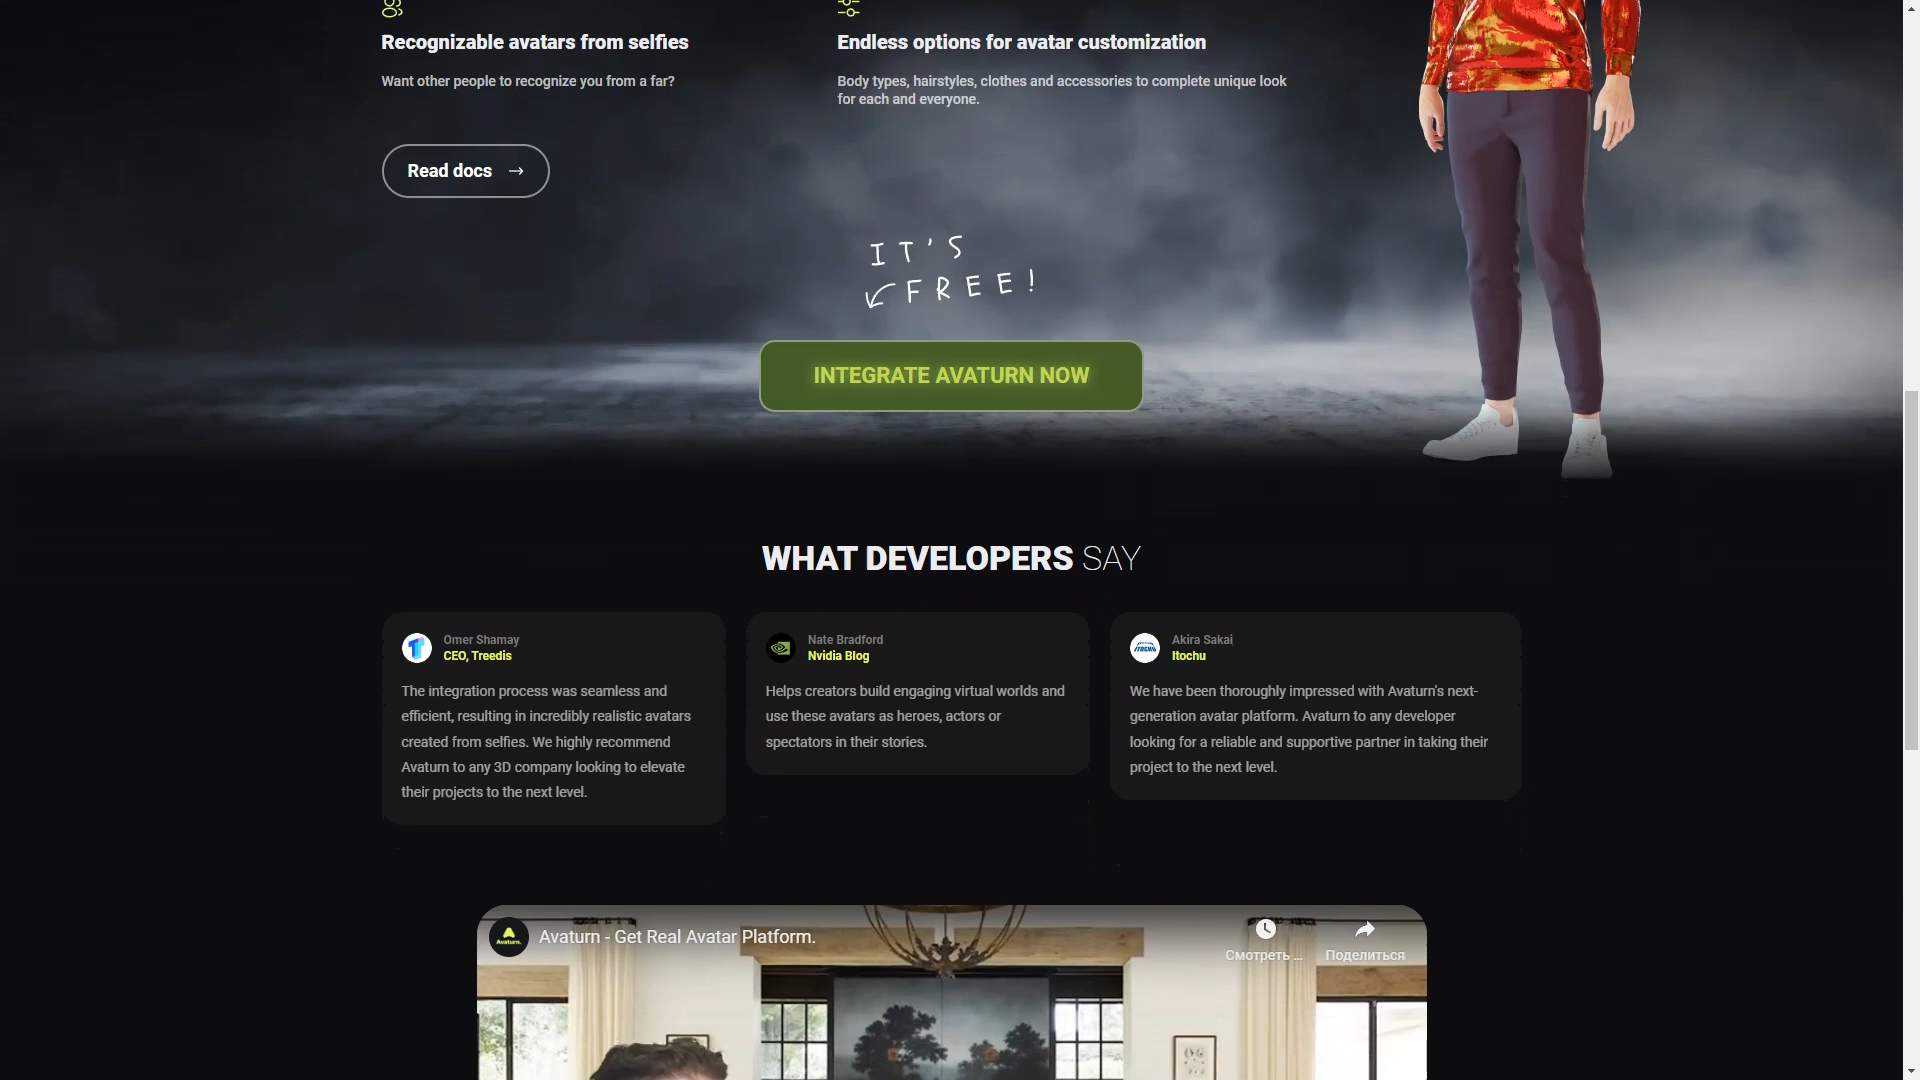 Recognizable avatars from selfies
Want other people to recognize you from a far?
Endless options for avatar customization
Body types, hairstyles, clothes and accessories to complete unique look
for each and everyone.
Read docs
IT'S
FREE!
INTEGRATE AVATURN NOW
WHAT DEVELOPERS SAY
Omer Shamay
CEO, Treedis
The integration process was seamless and
efficient, resulting in incredibly realistic avatars
created from selfies. We highly recommend
Avaturn to any 3D company looking to elevate
their projects to the next level.
Nate Bradford
Nvidia Blog
Helps creators build engaging virtual worlds and
use these avatars as heroes, actors or
spectators in their stories.
ITOCHU
Akira Sakai
Itochu
We have been thoroughly impressed with Avaturn's next-
generation avatar platform. Avaturn to any developer
looking for a reliable and supportive partner in taking their
project to the next level.
Avaturn.
Avaturn - Get Real Avatar Platform.
Смотреть ...
Поделиться